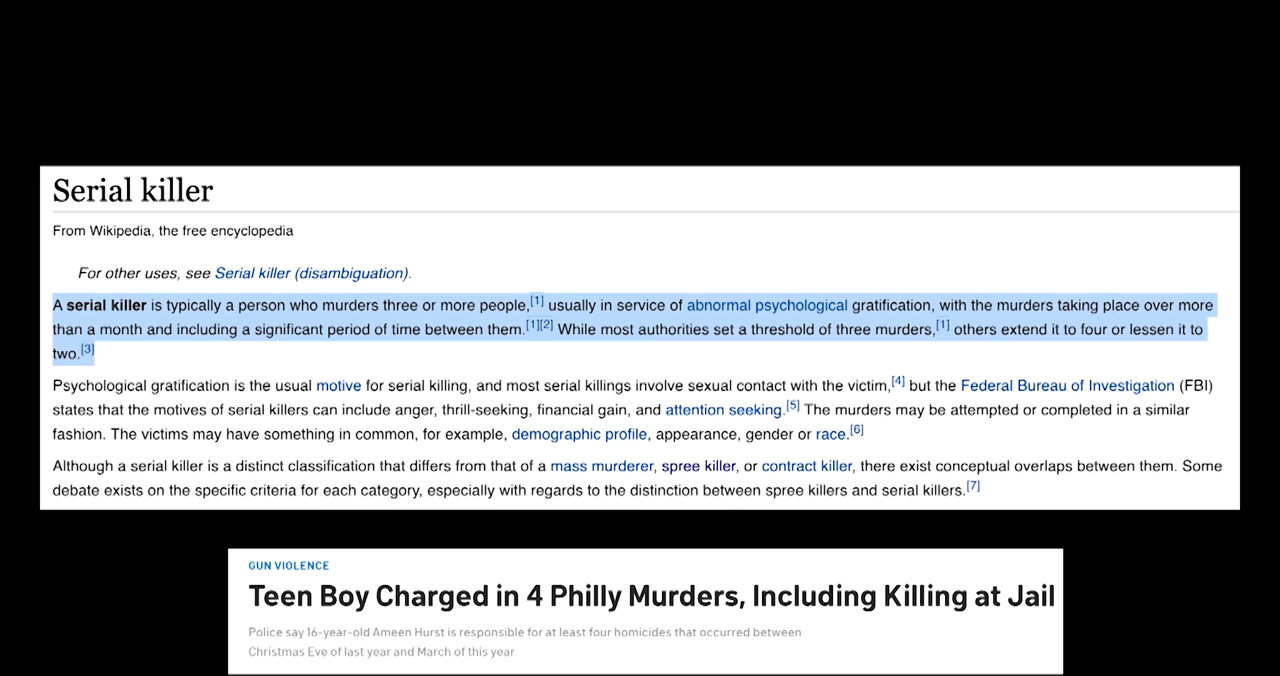 Serial killer
From Wikipedia, the free encyclopedia
For other uses, see Serial killer (disambiguation).
A serial killer is typically a person who murders three or more people,[1] usually in service of abnormal psychological gratification, with the murders taking place over more
than a month and including a significant period of time between them.[1][2] While most authorities set a threshold of three murders,[1] others extend it to four or lessen it to
two.[3]
Psychological gratification is the usual motive for serial killing, and most serial killings involve sexual contact with the victim,[4] but the Federal Bureau of Investigation (FBI)
states that the motives of serial killers can include anger, thrill-seeking, financial gain, and attention seeking.[5] The murders may be attempted or completed in a similar
fashion. The victims may have something in common, for example, demographic profile, appearance, gender or race.[6]
Although a serial killer is a distinct classification that differs from that of a mass murderer, spree killer, or contract killer, there exist conceptual overlaps between them. Some
debate exists on the specific criteria for each category, especially with regards to the distinction between spree killers and serial killers.[7]
GUN VIOLENCE
Teen Boy Charged in 4 Philly Murders, Including Killing at Jail
Police say 16-year-old Ameen Hurst is responsible for at least four homicides that occurred between
Christmas Eve of last year and March of this year